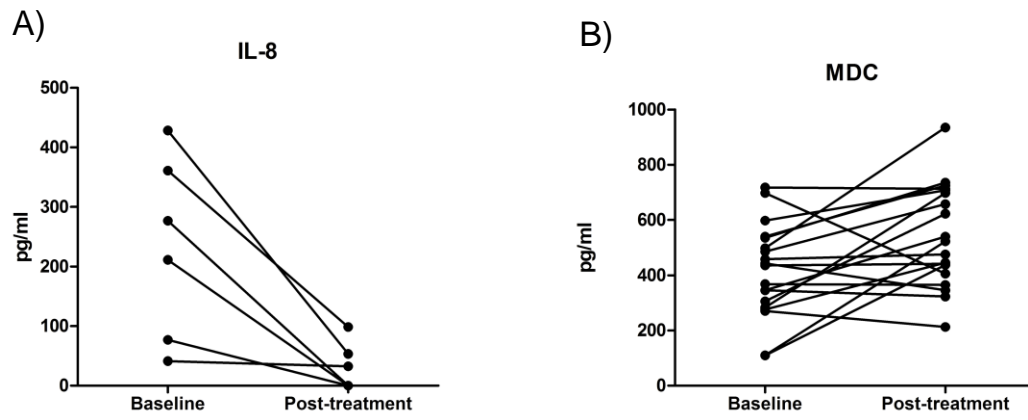 A)
IL-8
500
400
300
200
100
0
pg/ml
Baseline Post-treatment
B)
MDC
1000
800
600
400
200
0
pg/ml
Baseline Post-treatment